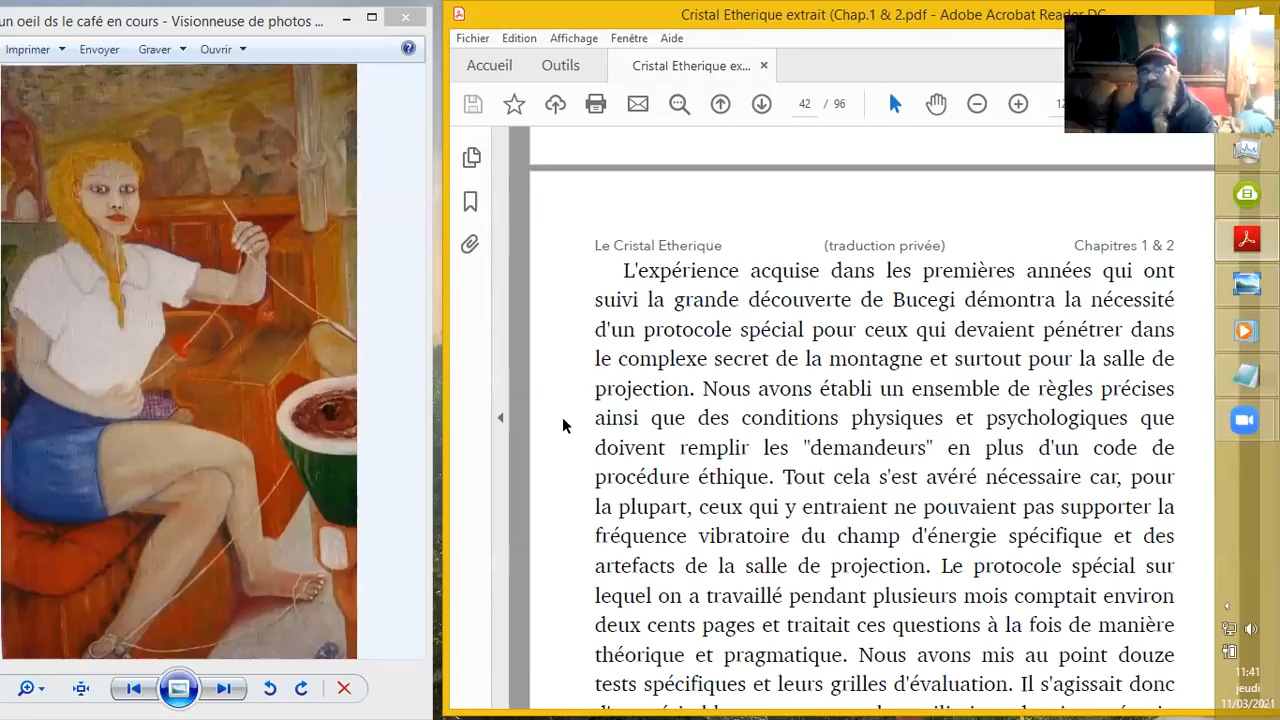 un oeil ds le café en cours - Visionneuse de photos ...
Imprimer
Envoyer
Graver
Ouvrir
Cristal Etherique extrait (Chap.1 & 2.pdf - Adobe Acrobat Reader DC
Fichier
Edition
Affichage
Fenêtre
Aide
Accueil
Outils
Cristal Etherique ex...
42 / 96
Le Cristal Etherique (traduction privée) Chapitres 1 & 2
L'expérience acquise dans les premières années qui ont
suivi la grande découverte de Bucegi démontra la nécessité
d'un protocole spécial pour ceux qui devaient pénétrer dans
le complexe secret de la montagne et surtout pour la salle de
projection. Nous avons établi un ensemble de règles précises
ainsi que des conditions physiques et psychologiques que
doivent remplir les "demandeurs" en plus d'un code de
procédure éthique. Tout cela s'est avéré nécessaire car, pour
la plupart, ceux qui y entraient ne pouvaient pas supporter la
fréquence vibratoire du champ d'énergie spécifique et des
artefacts de la salle de projection. Le protocole spécial sur
lequel on a travaillé pendant plusieurs mois comptait environ
deux cents pages et traitait ces questions à la fois de manière
théorique et pragmatique. Nous avons mis au point douze
tests spécifiques et leurs grilles d'évaluation. Il s'agissait donc
11:41
jeudi
11/03/2021